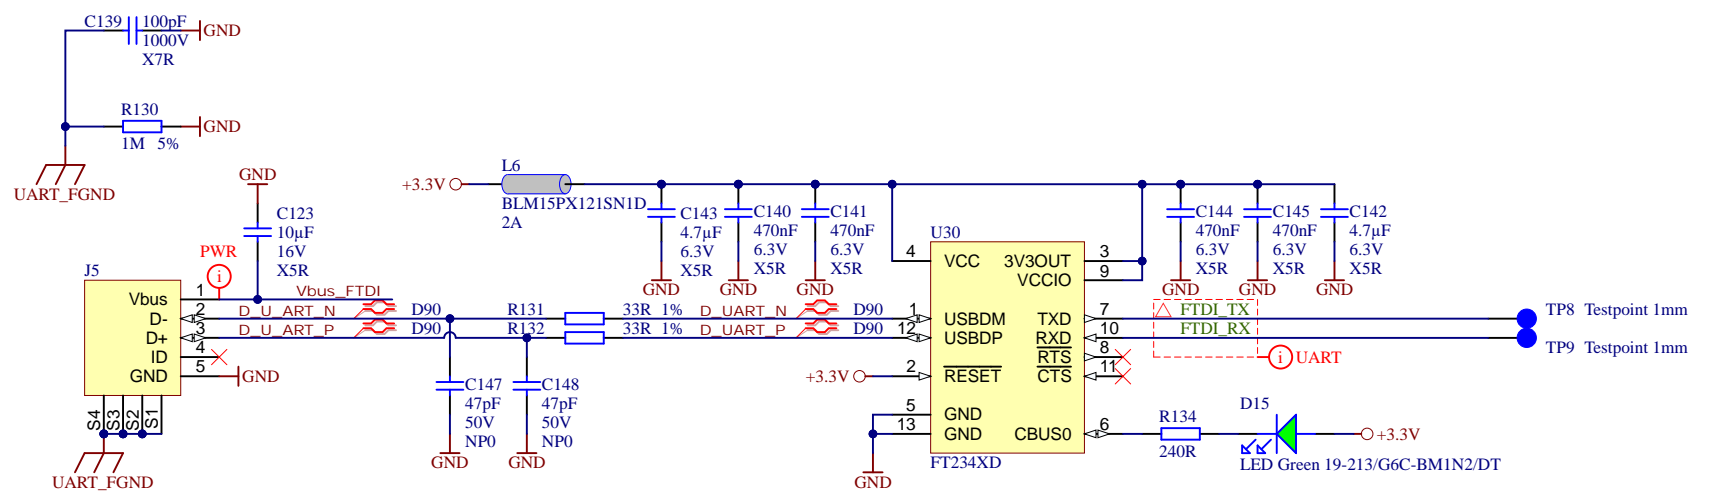 C139
100pF
GND
1000V
X7R
R130
GND
1M 5%
UART_FGND
GND
C123
10µF
16V
X5R
PWR
i
J5
Vbus
D-
D+
ID
GND
1
2
3
4
5
S4
S3
S2
S1
UART_FGND
GND
Vbus_FTDI
D_U_ART_N
D90
D_U_ART_P
D90
R131
33R 1%
R132
33R 1%
D_UART_N
D90
D_UART_P
D90
C147
47pF
50V
NP0
GND
C148
47pF
50V
NP0
GND
+3.3V
L6
BLM15PX121SN1D
2A
C143
4.7µF
6.3V
X5R
GND
C140
470nF
6.3V
X5R
GND
C141
470nF
6.3V
X5R
GND
U30
4
VCC
3V3OUT
3
VCCIO
9
1
USBDM
TXD
7
12
USBDP
RXD
10
RTS
8
+3.3V
2
RESET
CTS
11
5
GND
13
GND
CBUS0
6
FT234XD
GND
C144
470nF
6.3V
X5R
GND
C145
470nF
6.3V
X5R
GND
C142
4.7µF
6.3V
X5R
GND
FTDI_TX
FTDI_RX
i
UART
TP8 Testpoint 1mm
TP9 Testpoint 1mm
R134
240R
D15
+3.3V
LED Green 19-213/G6C-BM1N2/DT